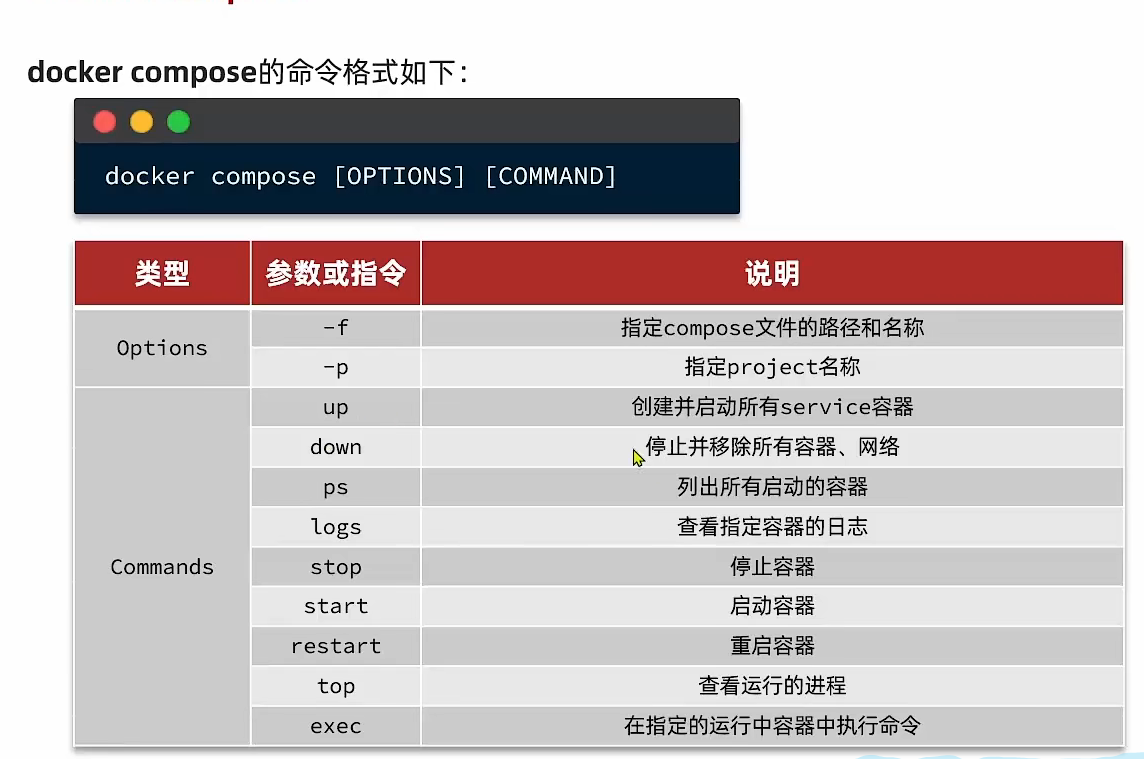 docker compose的命令格式如下：
docker compose [OPTIONS] [COMMAND]
类型 参数或指令 说明
Options
-f 指定compose文件的路径和名称
-p 指定project名称
Commands
up 创建并启动所有service容器
down 停止并移除所有容器、网络
ps 列出所有启动的容器
logs 查看指定容器的日志
stop 停止容器
start 启动容器
restart 重启容器
top 查看运行的进程
exec 在指定的运行中容器中执行命令